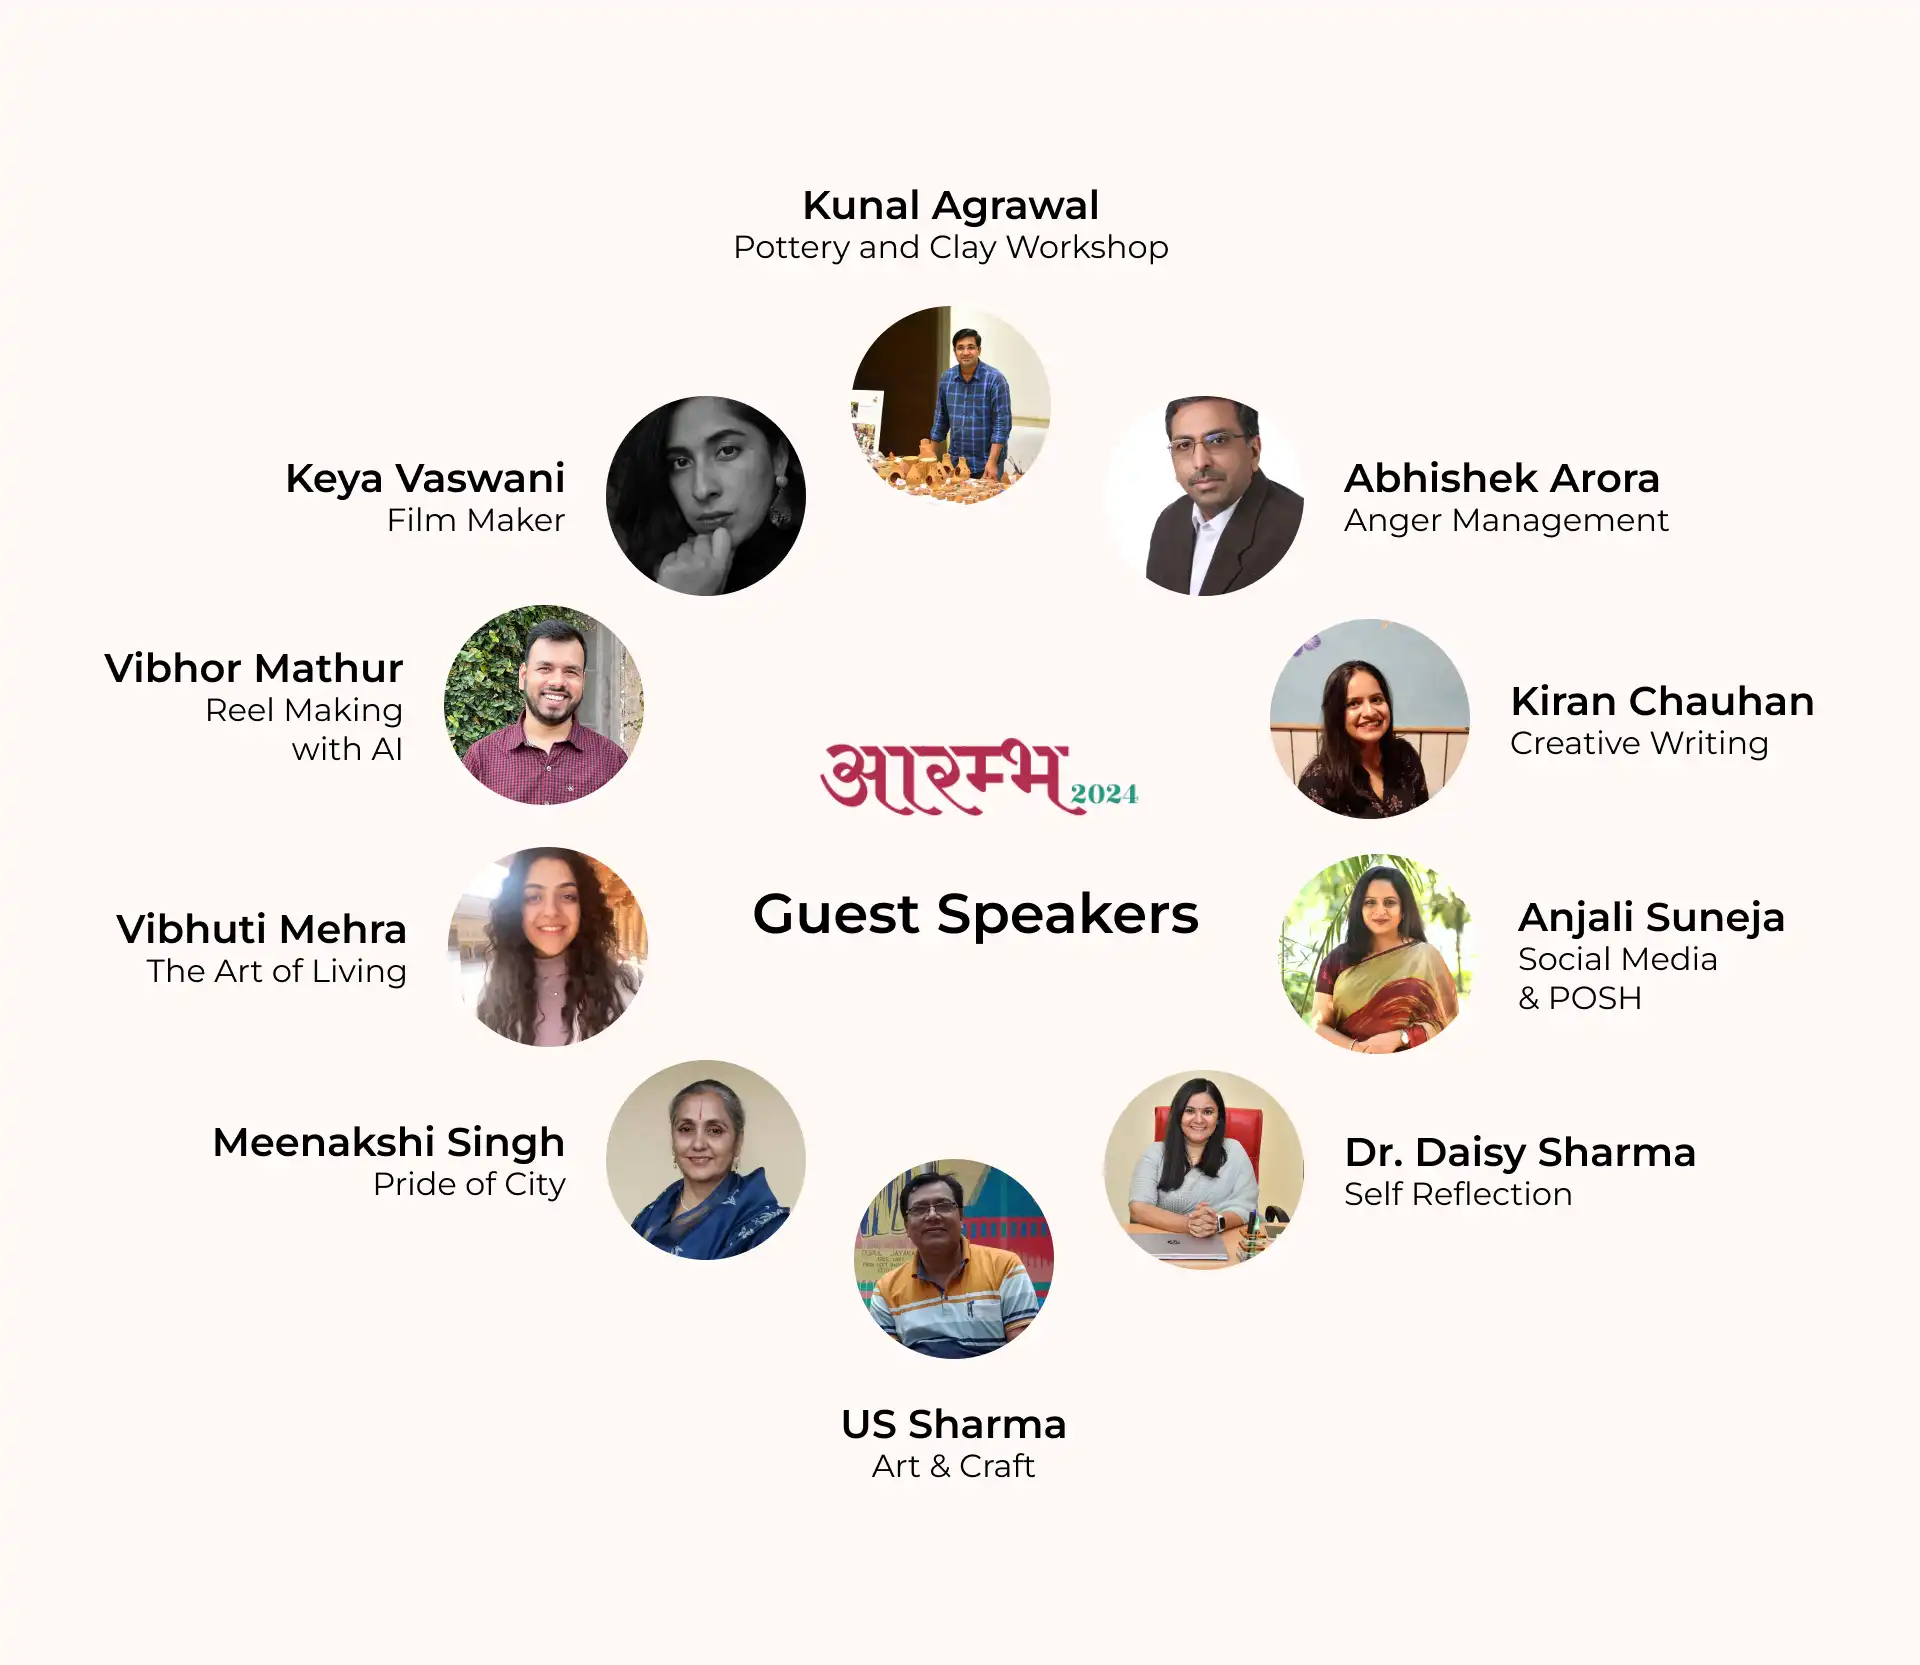 Kunal Agrawal
Pottery and Clay Workshop
Keya Vaswani
Film Maker
Abhishek Arora
Anger Management
Vibhor Mathur
Reel Making
with AI
Kiran Chauhan
Creative Writing
आरम्भ 2024
Guest Speakers
Vibhuti Mehra
The Art of Living
Anjali Suneja
Social Media
& POSH
Meenakshi Singh
Pride of City
Dr. Daisy Sharma
Self Reflection
US Sharma
Art & Craft